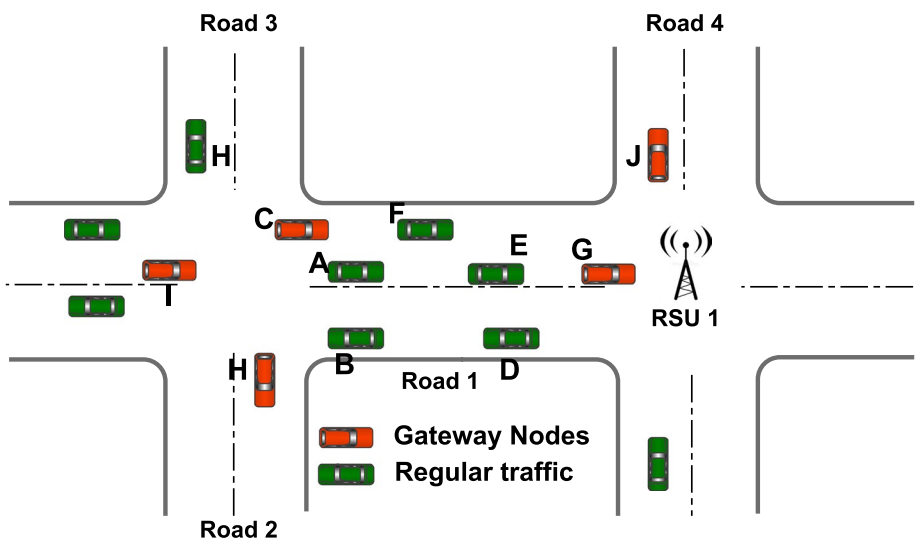 Road 3
Road 4
H
J
C
F
A
E
G
I
RSU 1
H
B
D
Road 1
Gateway Nodes
Regular traffic
Road 2